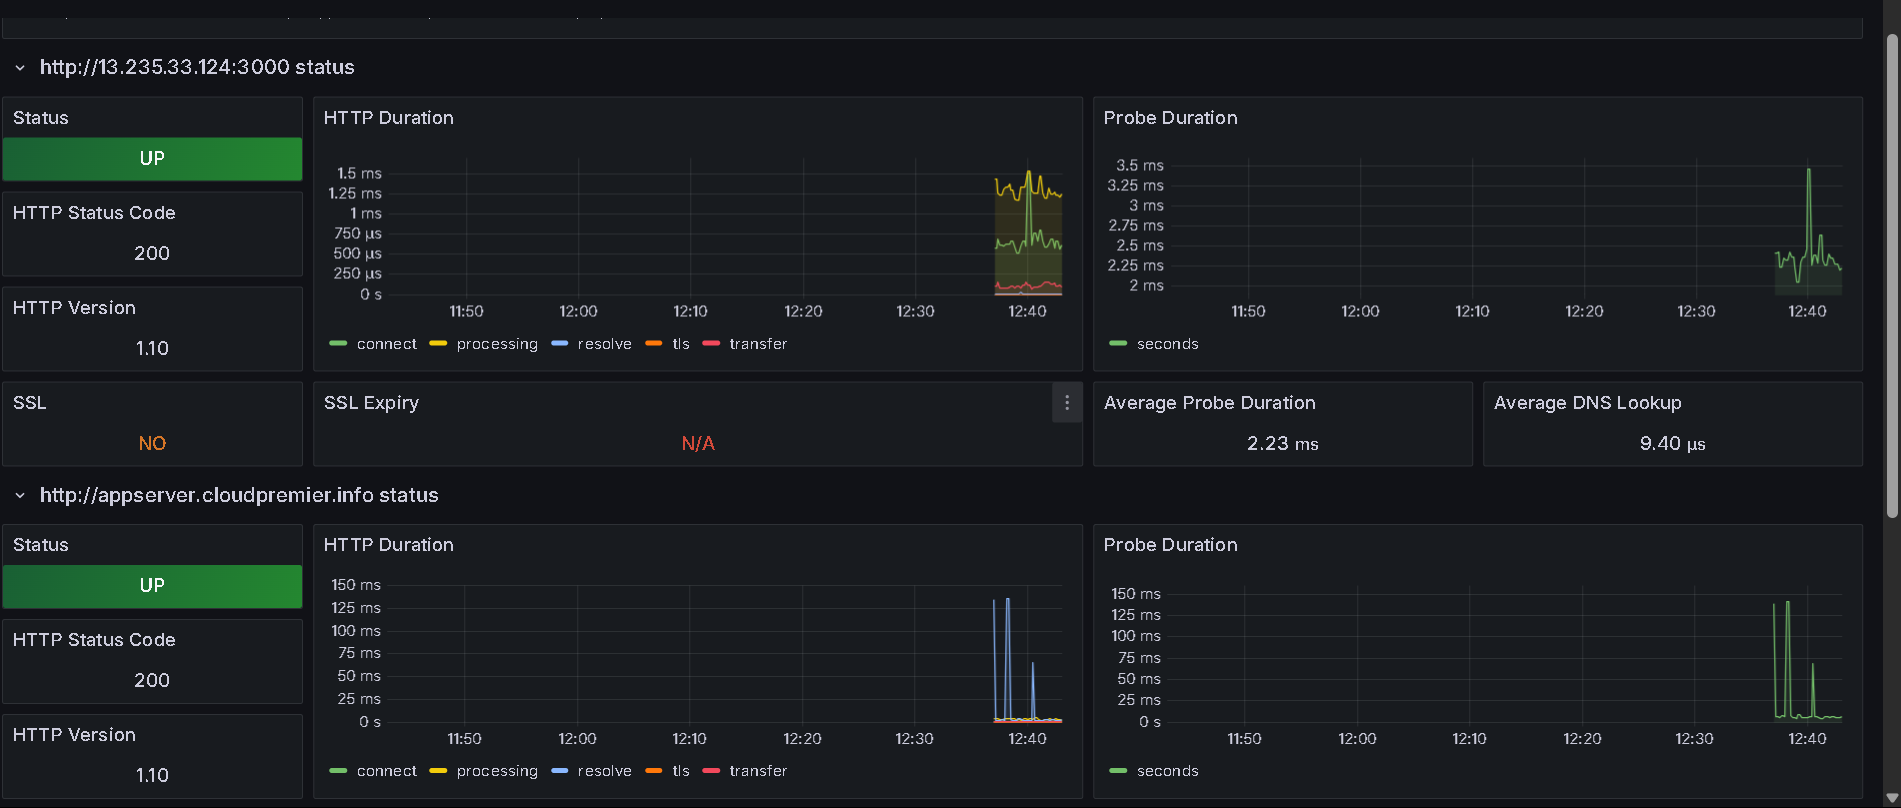 http://13.235.33.124:3000 status
Status
UP
HTTP Status Code
200
HTTP Version
1.10
HTTP Duration
1.5 ms
1.25 ms
1 ms
750 µs
500 µs
250 µs
0 s
11:50 12:00 12:10 12:20 12:30 12:40
connect processing resolve tls transfer
Probe Duration
3.5 ms
3.25 ms
3 ms
2.75 ms
2.5 ms
2.25 ms
2 ms
11:50 12:00 12:10 12:20 12:30 12:40
seconds
SSL
NO
SSL Expiry
N/A
Average Probe Duration
2.23 ms
Average DNS Lookup
9.40 µs
http://appserver.cloudpremier.info status
Status
UP
HTTP Status Code
200
HTTP Version
1.10
HTTP Duration
150 ms
125 ms
100 ms
75 ms
50 ms
25 ms
0 s
11:50 12:00 12:10 12:20 12:30 12:40
connect processing resolve tls transfer
Probe Duration
150 ms
125 ms
100 ms
75 ms
50 ms
25 ms
0 s
11:50 12:00 12:10 12:20 12:30 12:40
seconds